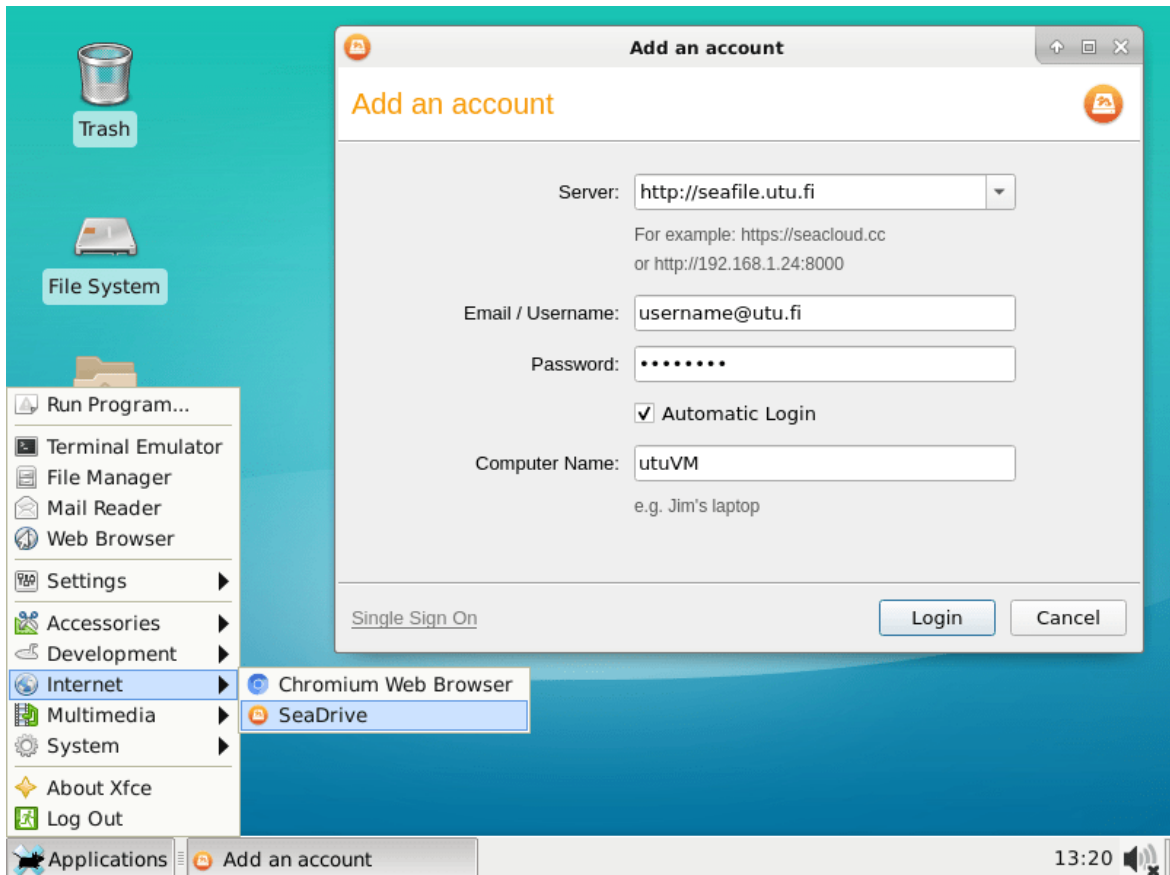 Trash
File System
Add an account
Add an account
Server: http://seafile.utu.fi
For example: https://seacloud.cc
or http://192.168.1.24:8000
Email / Username: username@utu.fi
Password: ••••••••
Automatic Login
Computer Name: utuVM
e.g. Jim's laptop
Single Sign On
Login Cancel
Run Program...
Terminal Emulator
File Manager
Mail Reader
Web Browser
Settings
Accessories
Development
Internet
Multimedia
System
About Xfce
Log Out
Chromium Web Browser
SeaDrive
Applications
Add an account
13:20